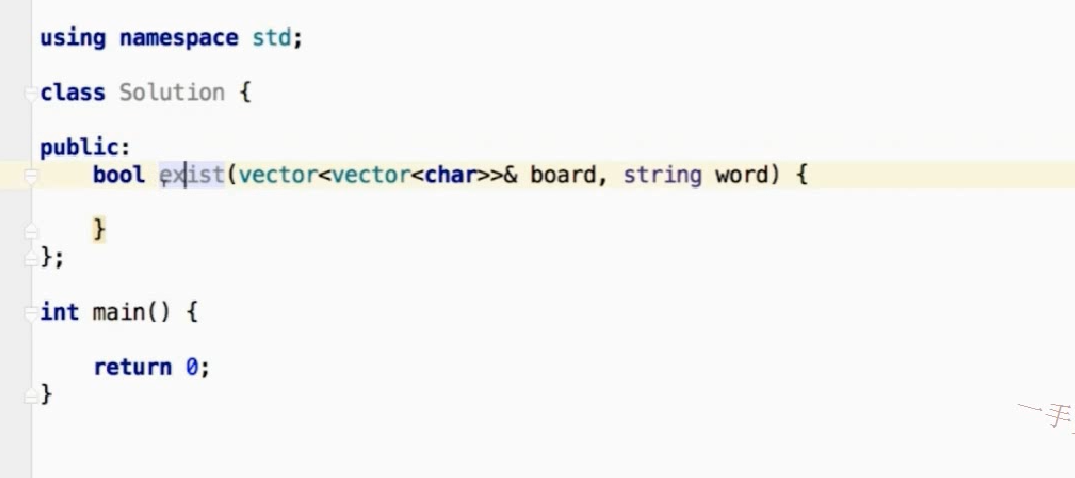 using namespace std;
class Solution {
public:
    bool exist(vector<vector<char>>& board, string word) {
    }
};
int main() {
    return 0;
}
一手